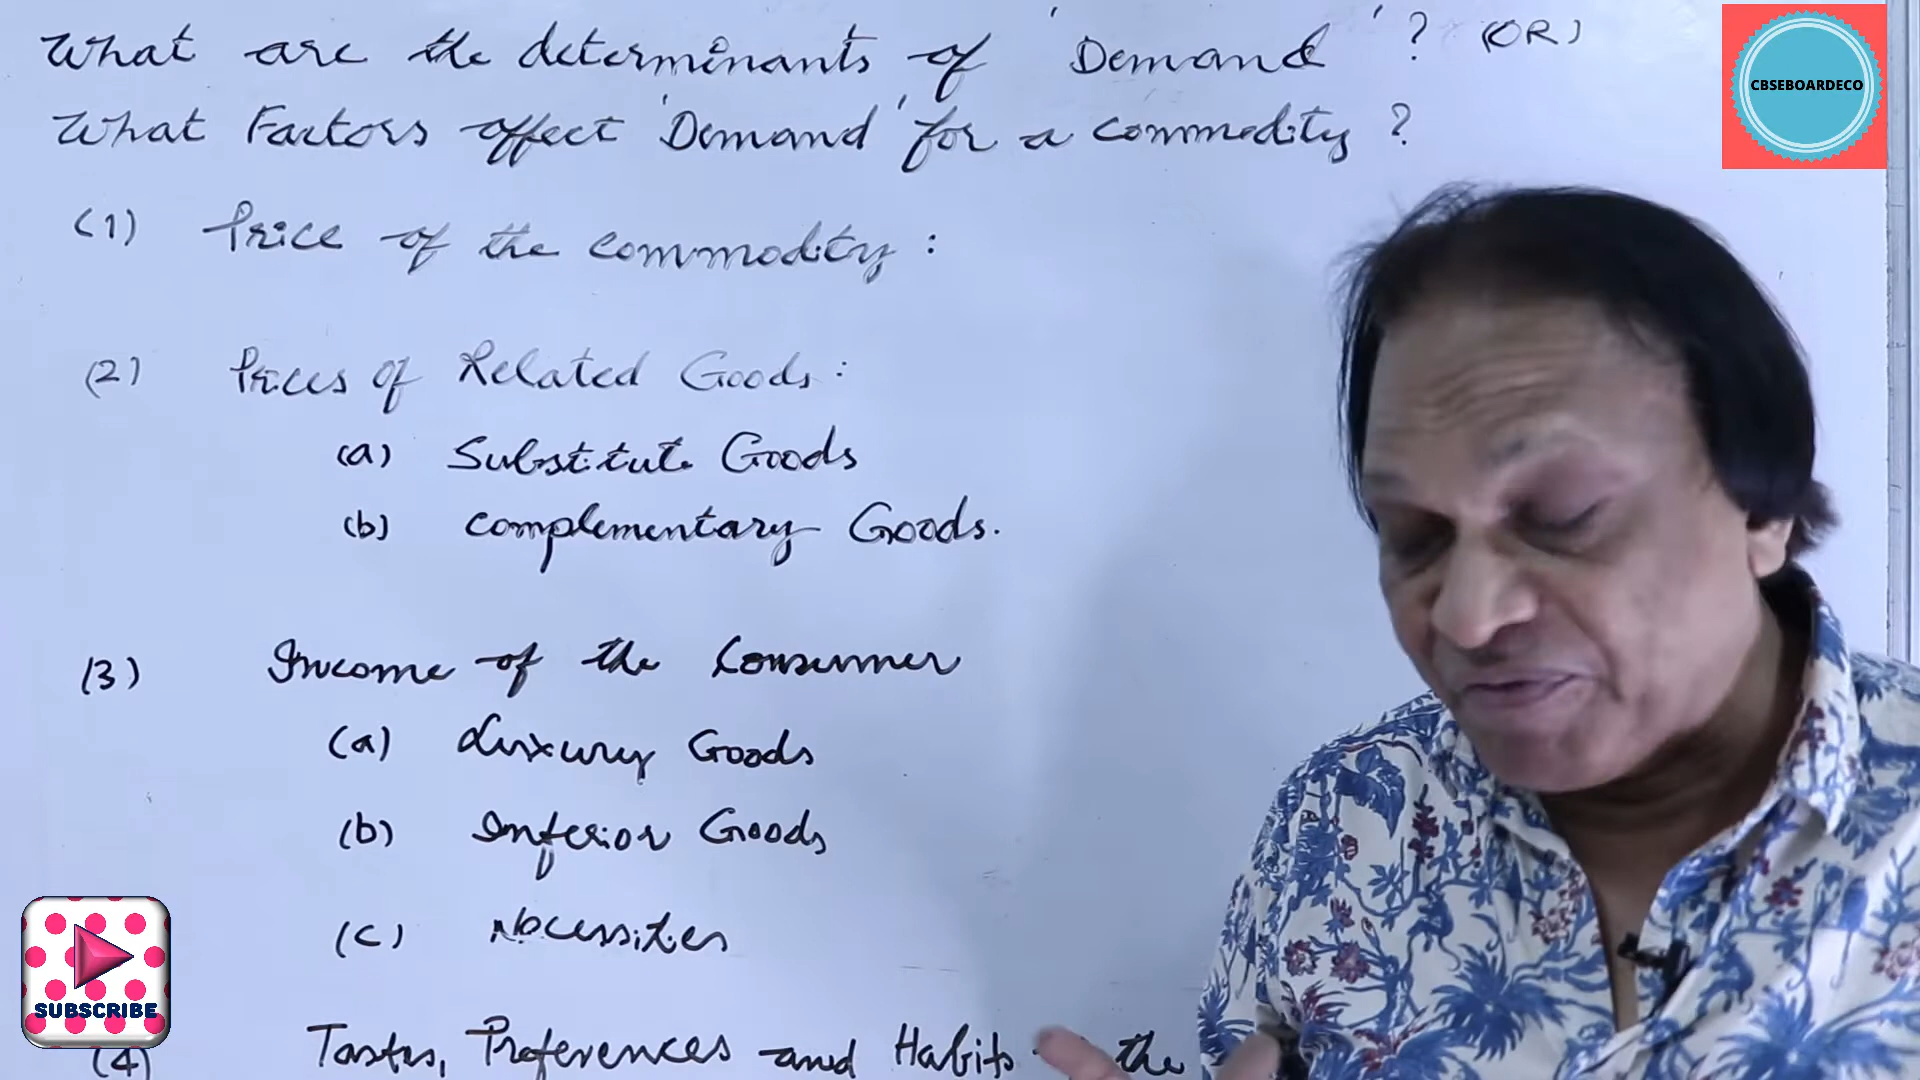 What are the determinants of 'Demand'? (OR)
What Factors affect 'Demand' for a commodity?
(1) Price of the commodity:
(2) Prices of Related Goods:
(a) Substitute Goods
(b) Complementary Goods.
(3) Income of the Consumer
(a) Luxury Goods
(b) Inferior Goods
(c) Necessities
(4) Tastes, Preferences and Habits the
CBSEBOARDECO
SUBSCRIBE